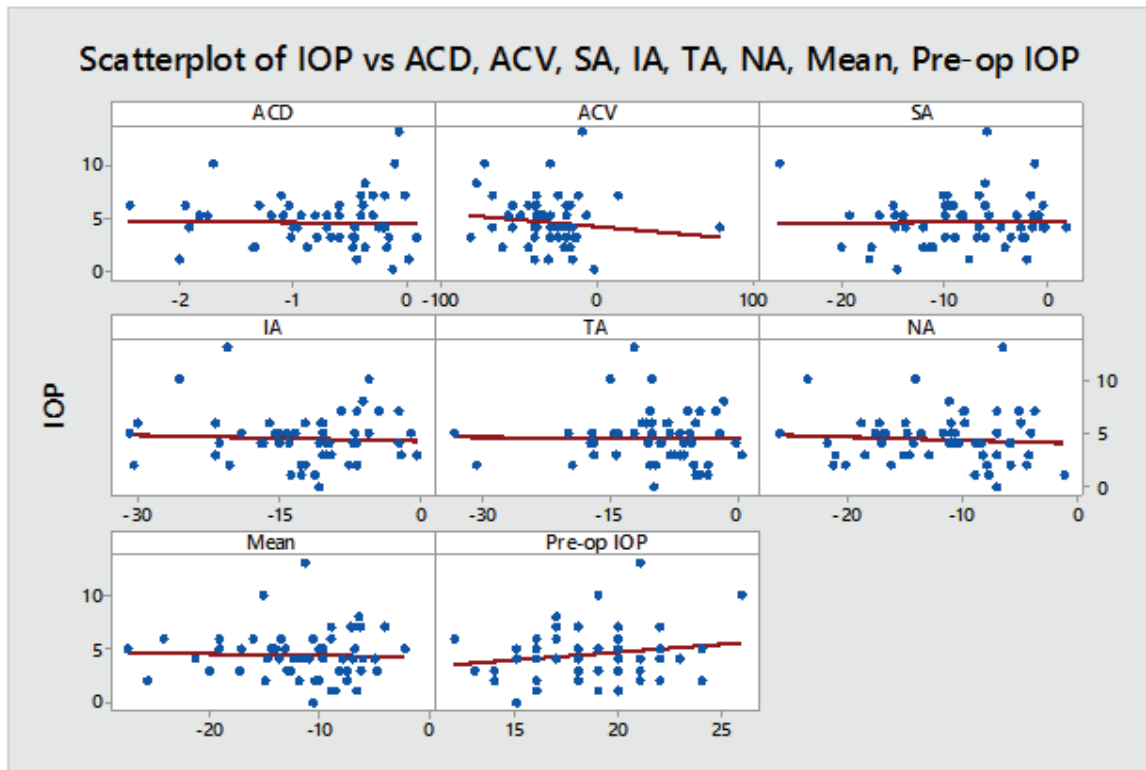 Scatterplot of IOP vs ACD, ACV, SA, IA, TA, NA, Mean, Pre-op IOP
ACD ACV SA
10
5
0
-2 -1 0 -100 0 100 -20 -10 0
IA TA NA
IOP
10
5
0
-30 -15 0 -30 -15 0 -20 -10 0
Mean Pre-op IOP
10
5
0
-20 -10 0 15 20 25